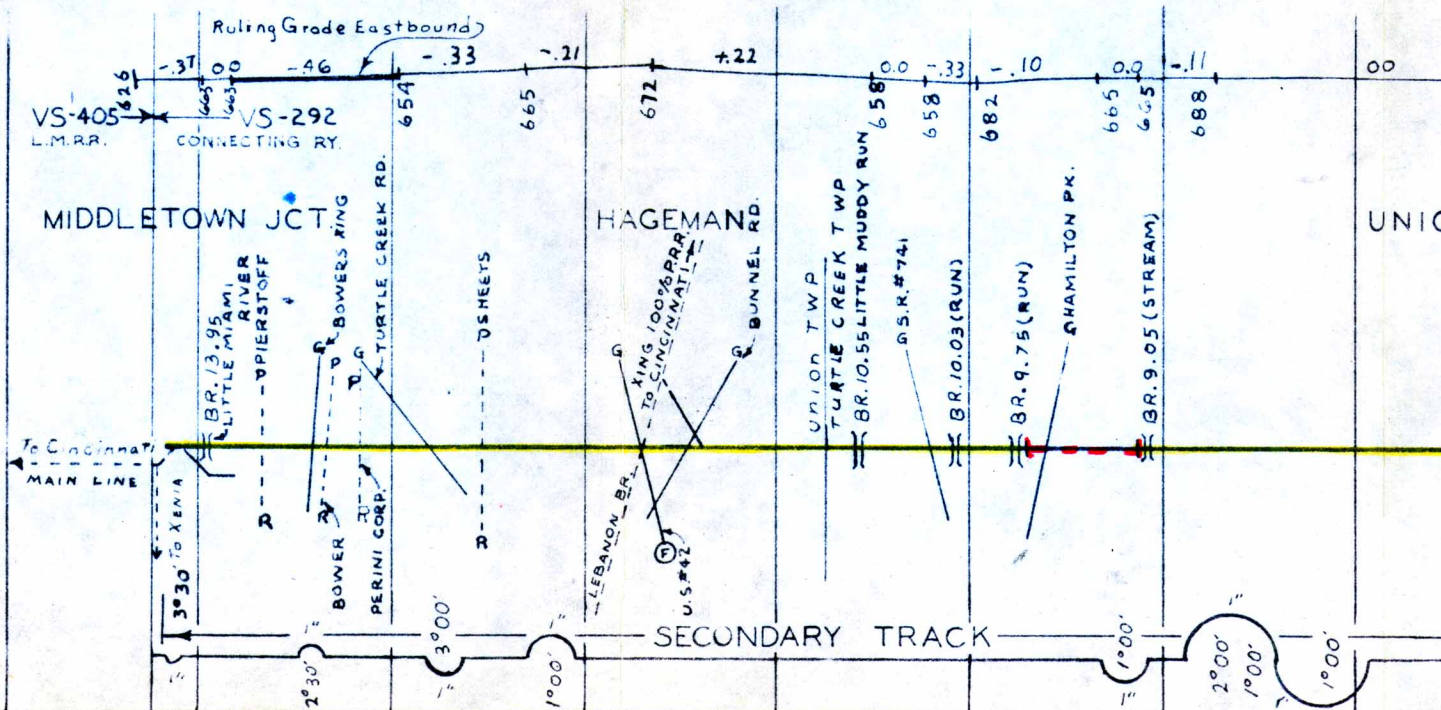 Ruling Grade Eastbound
-.37 00 -.46 -.33 -.21 +.22 0.0 -.33 -.10 0.0 -.11 00
626 663 663 654 665 672 658 658 682 665 665 688
VS-405 VS-292
L.M.R.R. CONNECTING RY.
MIDDLETOWN JCT. HAGEMAN UNIO
BR. 13.95
LITTLE MIAMI
RIVER
PIERSTOFF
BOWERS XING
TURTLE CREEK RD.
SHEETS
XING 100% P.R.R.
TO CINCINNATI
BUNNEL RD.
Union TWP
TURTLE CREEK TWP
BR. 10.55 LITTLE MUDDY RUN
S.R. #741
BR. 10.03 (RUN)
BR. 9.75 (RUN)
HAMILTON PK.
BR. 9.05 (STREAM)
To Cincinnati
MAIN LINE
To XENIA
BOWER
PERINI CORP.
LEBANON BR.
F
U.S. #42
SECONDARY TRACK
3°30' 2°30' 3°00' 1°00' 1°00' 2°00' 1°00' 1°00'